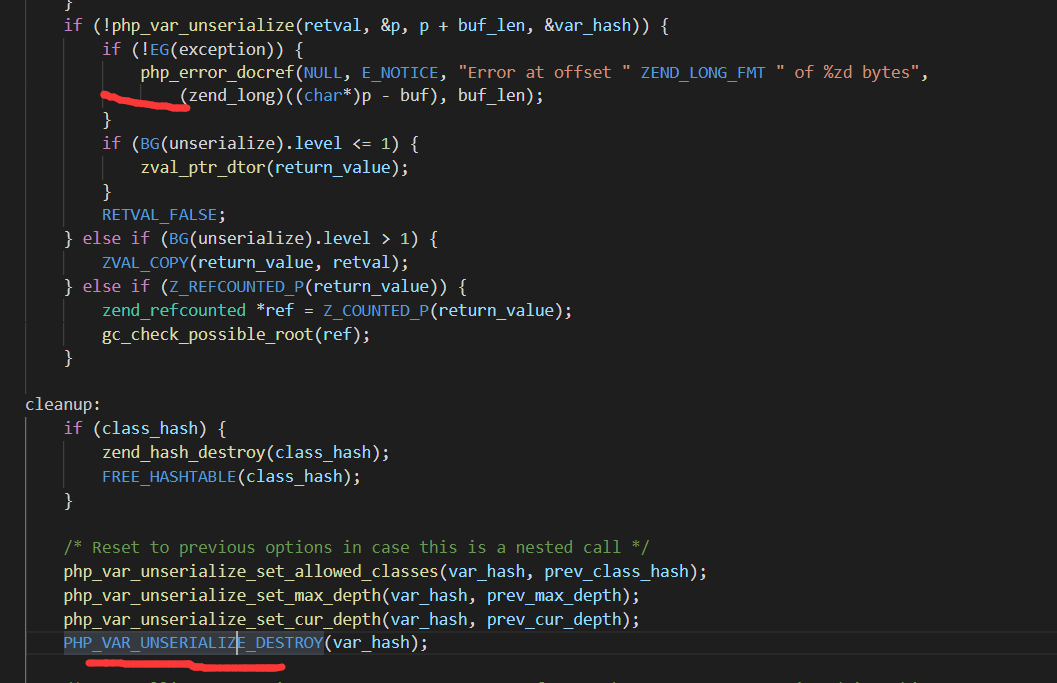 }
if (!php_var_unserialize(retval, &p, p + buf_len, &var_hash)) {
if (!EG(exception)) {
php_error_docref(NULL, E_NOTICE, "Error at offset " ZEND_LONG_FMT " of %zd bytes",
(zend_long)((char*)p - buf), buf_len);
}
if (BG(unserialize).level <= 1) {
zval_ptr_dtor(return_value);
}
RETVAL_FALSE;
} else if (BG(unserialize).level > 1) {
ZVAL_COPY(return_value, retval);
} else if (Z_REFCOUNTED_P(return_value)) {
zend_refcounted *ref = Z_COUNTED_P(return_value);
gc_check_possible_root(ref);
}
cleanup:
if (class_hash) {
zend_hash_destroy(class_hash);
FREE_HASHTABLE(class_hash);
}
/* Reset to previous options in case this is a nested call */
php_var_unserialize_set_allowed_classes(var_hash, prev_class_hash);
php_var_unserialize_set_max_depth(var_hash, prev_max_depth);
php_var_unserialize_set_cur_depth(var_hash, prev_cur_depth);
PHP_VAR_UNSERIALIZE_DESTROY(var_hash);